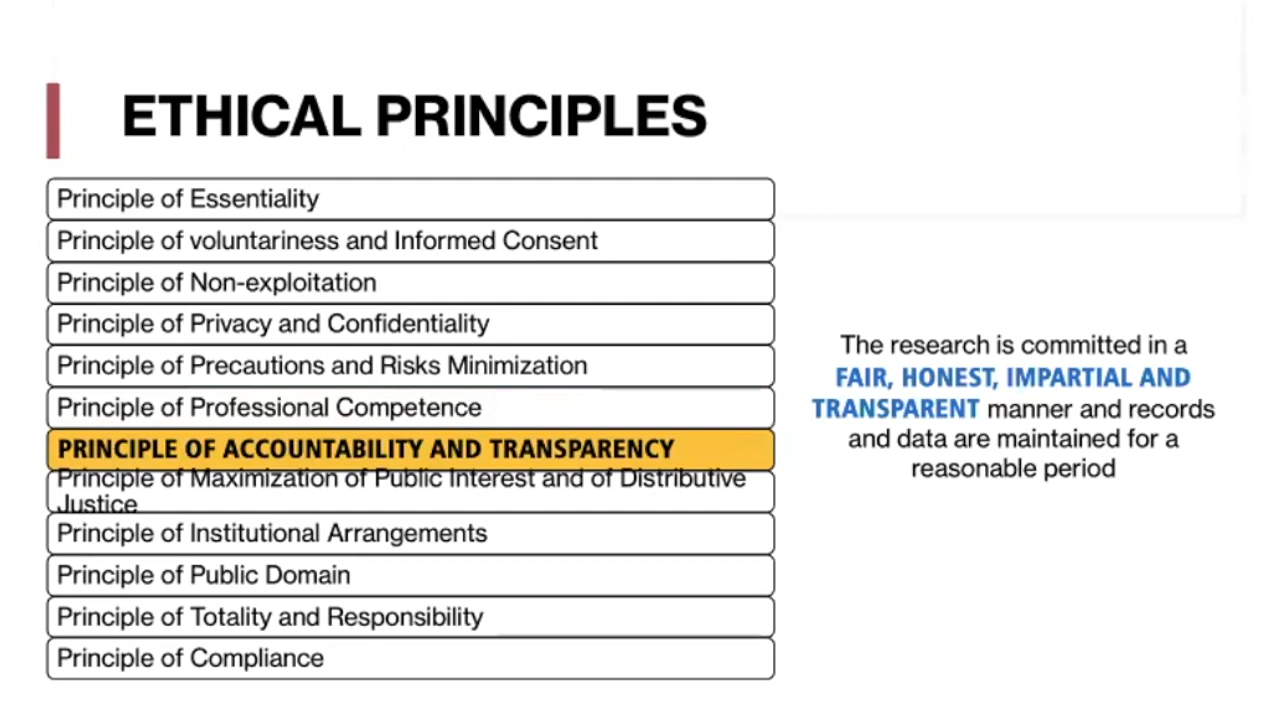 ETHICAL PRINCIPLES
Principle of Essentiality
Principle of voluntariness and Informed Consent
Principle of Non-exploitation
Principle of Privacy and Confidentiality
Principle of Precautions and Risks Minimization
Principle of Professional Competence
PRINCIPLE OF ACCOUNTABILITY AND TRANSPARENCY
Principle of Maximization of Public Interest and of Distributive
Justice
Principle of Institutional Arrangements
Principle of Public Domain
Principle of Totality and Responsibility
Principle of Compliance
The research is committed in a
FAIR, HONEST, IMPARTIAL AND
TRANSPARENT manner and records
and data are maintained for a
reasonable period